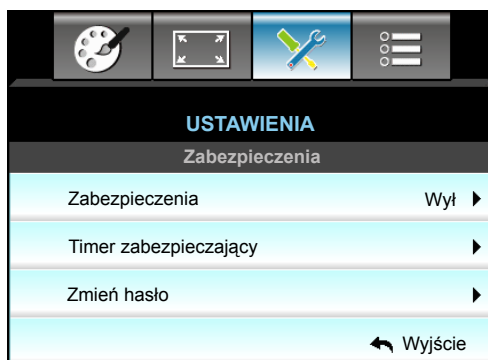 USTAWIENIA
Zabezpieczenia
Zabezpieczenia Wył
Timer zabezpieczający
Zmień hasło
Wyjście